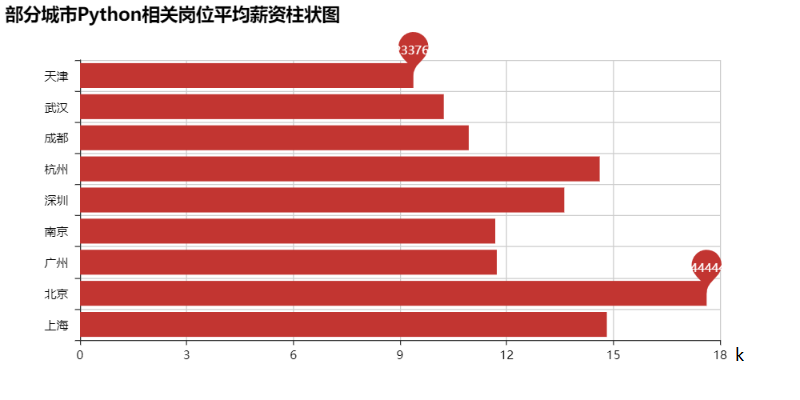 部分城市Python相关岗位平均薪资柱状图
天津
武汉
成都
杭州
深圳
南京
广州
北京
上海
0 3 6 9 12 15 18 k